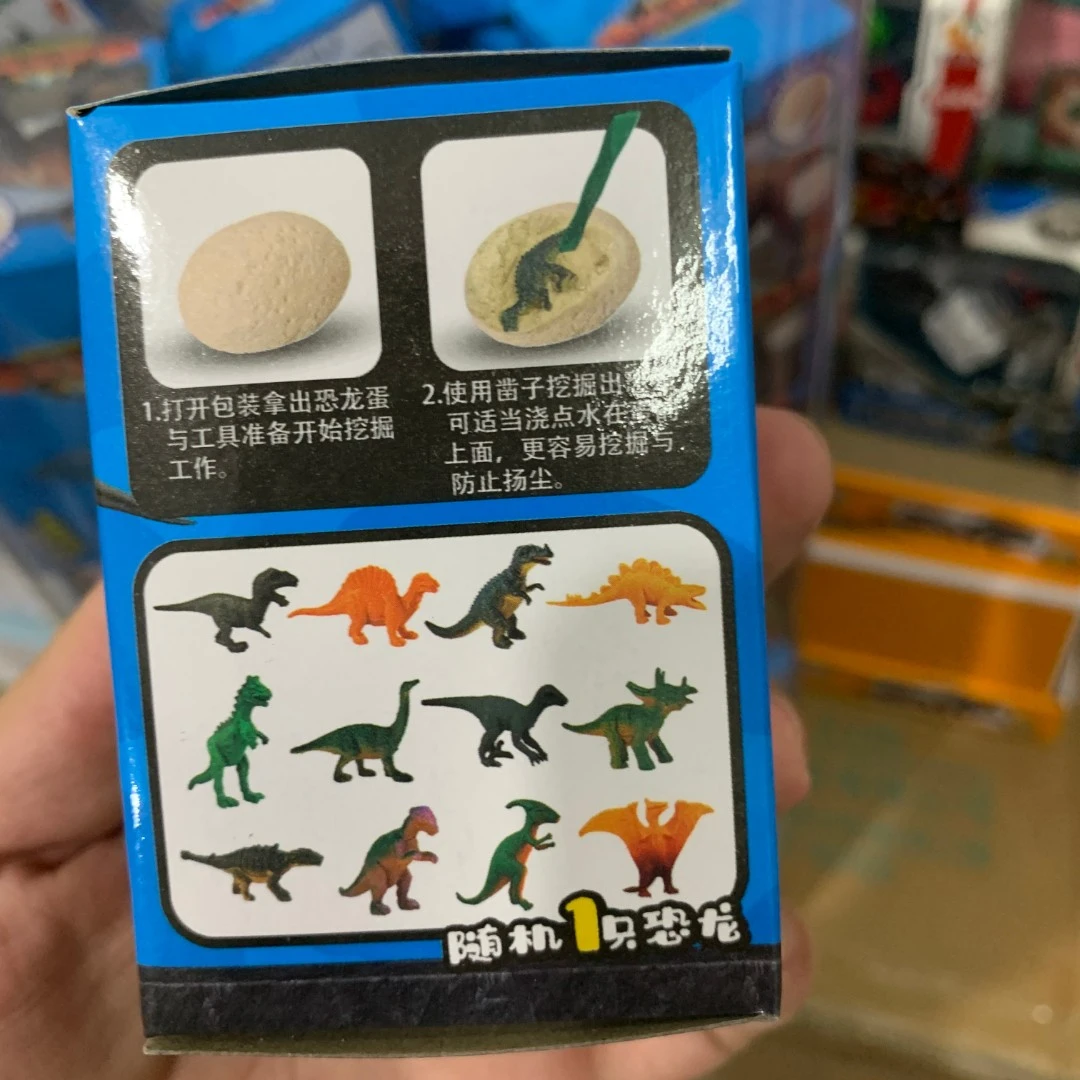 1.打开包装拿出恐龙蛋
与工具准备开始挖掘
工作。
2.使用凿子挖掘出
可适当浇点水在
上面，更容易挖掘与
防止扬尘。
随机1只恐龙